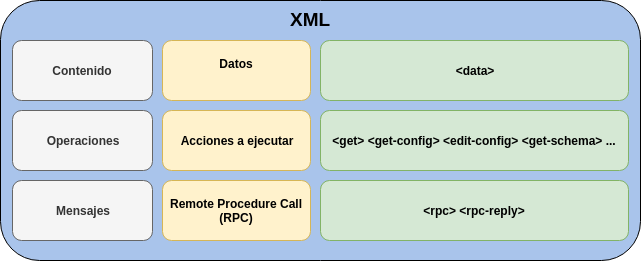 XML
Contenido
Datos
<data>
Operaciones
Acciones a ejecutar
<get> <get-config> <edit-config> <get-schema> ...
Mensajes
Remote Procedure Call
(RPC)
<rpc> <rpc-reply>